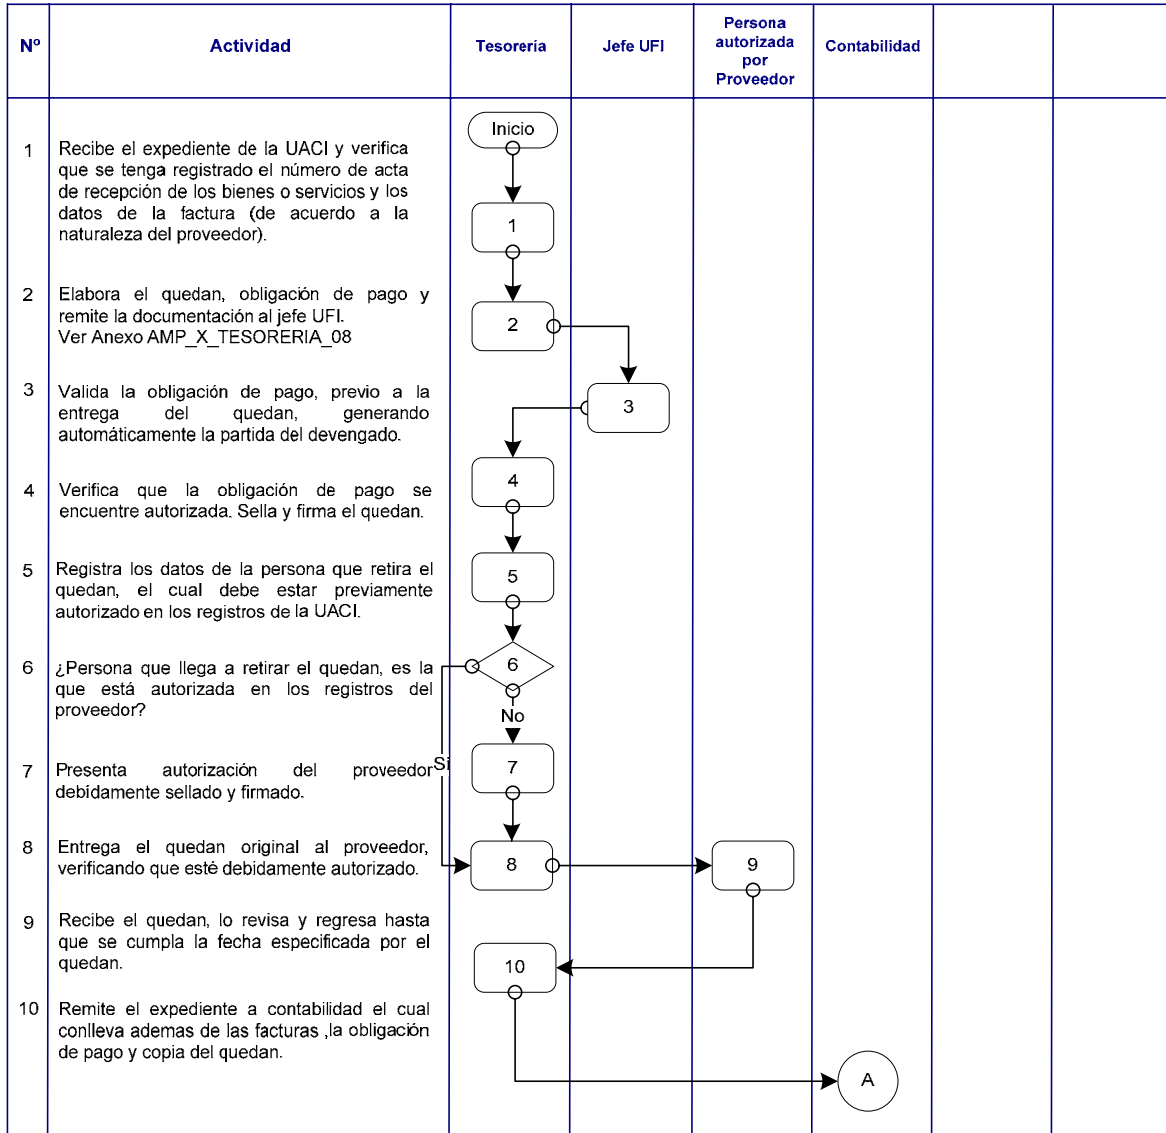 Nº
Actividad
Tesorería
Jefe UFI
Persona
autorizada
por
Proveedor
Contabilidad
Inicio
1
Recibe el expediente de la UACI y verifica
que se tenga registrado el número de acta
de recepción de los bienes o servicios y los
datos de la factura (de acuerdo a la
naturaleza del proveedor).
1
2
Elabora el quedan, obligación de pago y
remite la documentación al jefe UFI.
Ver Anexo AMP_X_TESORERIA_08
2
3
Valida la obligación de pago, previo a la
entrega del quedan, generando
automáticamente la partida del devengado.
3
4
Verifica que la obligación de pago se
encuentre autorizada. Sella y firma el quedan.
4
5
Registra los datos de la persona que retira el
quedan, el cual debe estar previamente
autorizado en los registros de la UACI.
5
6
¿Persona que llega a retirar el quedan, es la
que está autorizada en los registros del
proveedor?
6
No
Si
7
Presenta autorización del proveedor
debidamente sellado y firmado.
7
8
Entrega el quedan original al proveedor,
verificando que esté debidamente autorizado.
8
9
9
Recibe el quedan, lo revisa y regresa hasta
que se cumpla la fecha especificada por el
quedan.
10
10
Remite el expediente a contabilidad el cual
conlleva ademas de las facturas ,la obligación
de pago y copia del quedan.
A